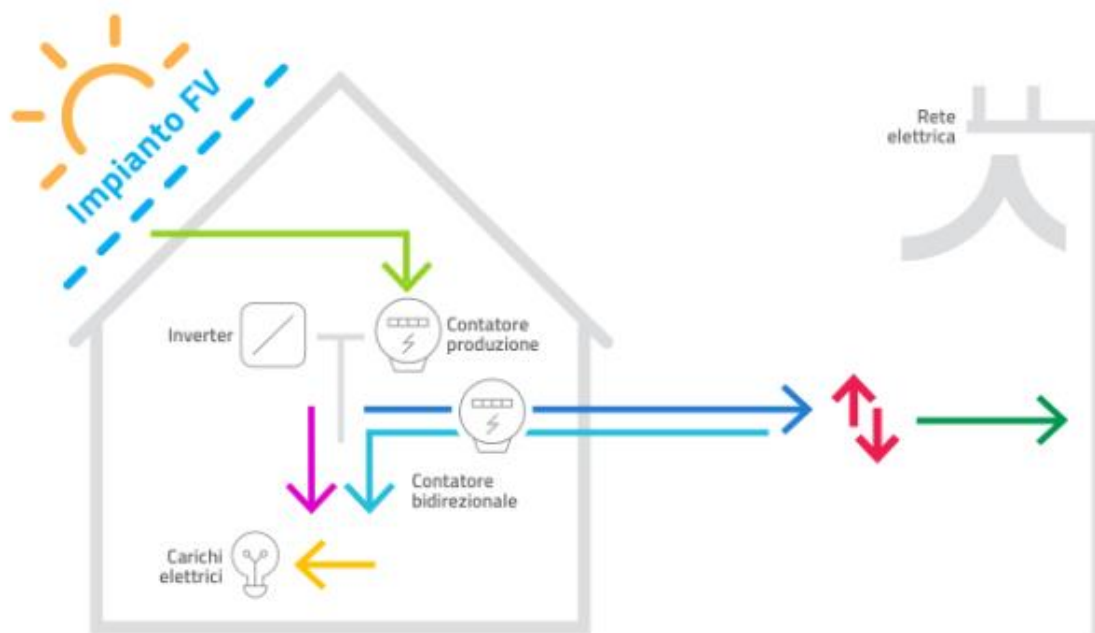 Impianto FV
Rete
elettrica
Inverter
Contatore
produzione
Contatore
bidirezionale
Carichi
elettrici